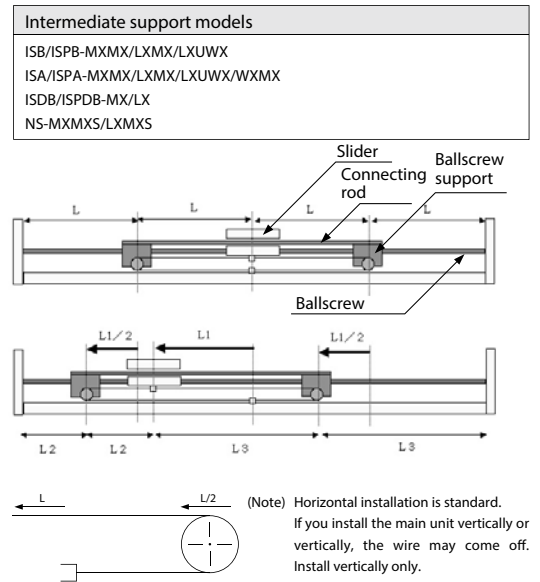 Intermediate support models
ISB/ISPB-MXMX/LXMX/LXUWX
ISA/ISPA-MXMX/LXMX/LXUWX/WXMX
ISDB/ISPDB-MX/LX
NS-MXMXS/LXMXS
Slider
Connecting rod
Ballscrew support
L L L L
Ballscrew
L1/2 L1 L1/2
L2 L2 L3 L3
L L/2
(Note) Horizontal installation is standard.
If you install the main unit vertically or
vertically, the wire may come off.
Install vertically only.